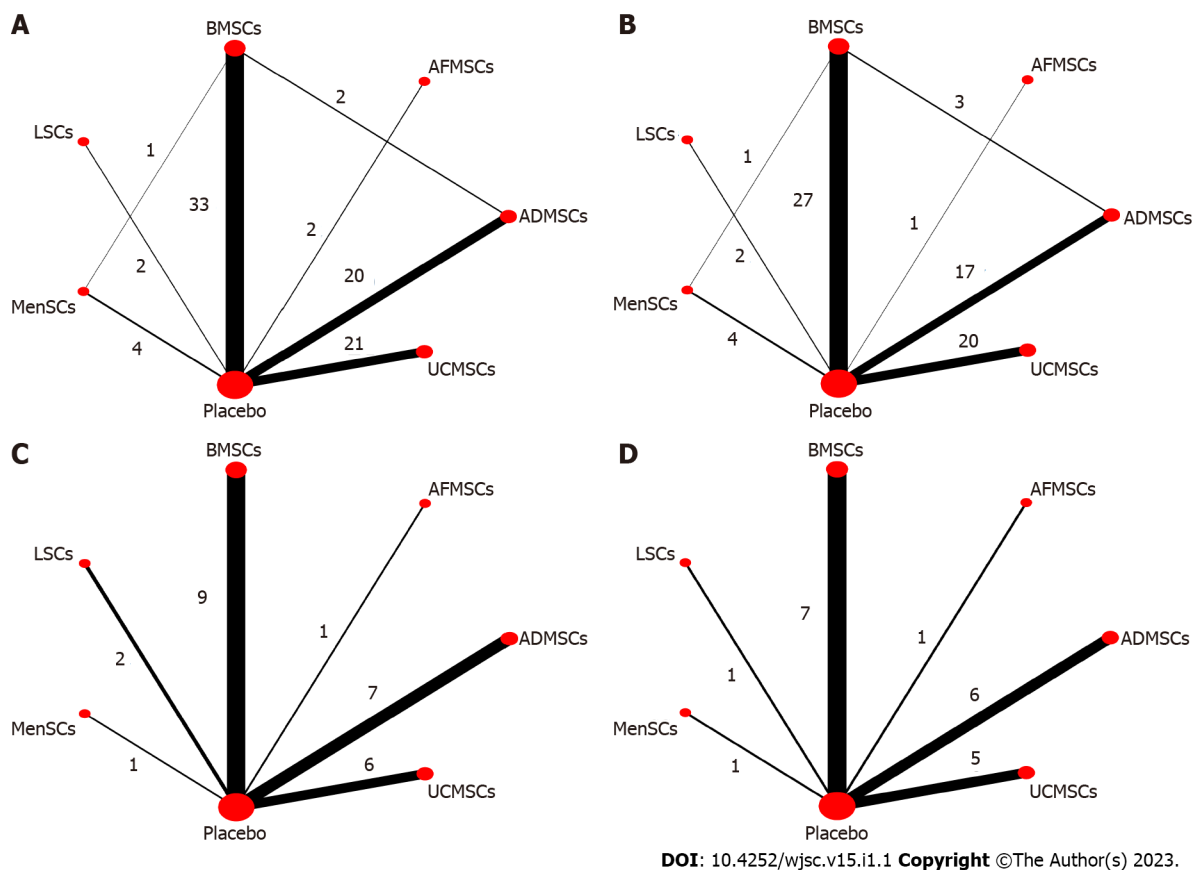 A
BMSCs
AFMSCs
2
LSCs
1
33
2
ADMSCs
2
20
MenSCs
4
21
UCMSCs
Placebo
B
BMSCs
AFMSCs
3
LSCs
1
27
1
ADMSCs
2
17
MenSCs
4
20
UCMSCs
Placebo
C
BMSCs
AFMSCs
LSCs
9
1
ADMSCs
2
7
MenSCs
1
6
UCMSCs
Placebo
D
BMSCs
AFMSCs
LSCs
7
1
ADMSCs
1
6
MenSCs
1
5
UCMSCs
Placebo
DOI: 10.4252/wjsc.v15.i1.1 Copyright ©The Author(s) 2023.